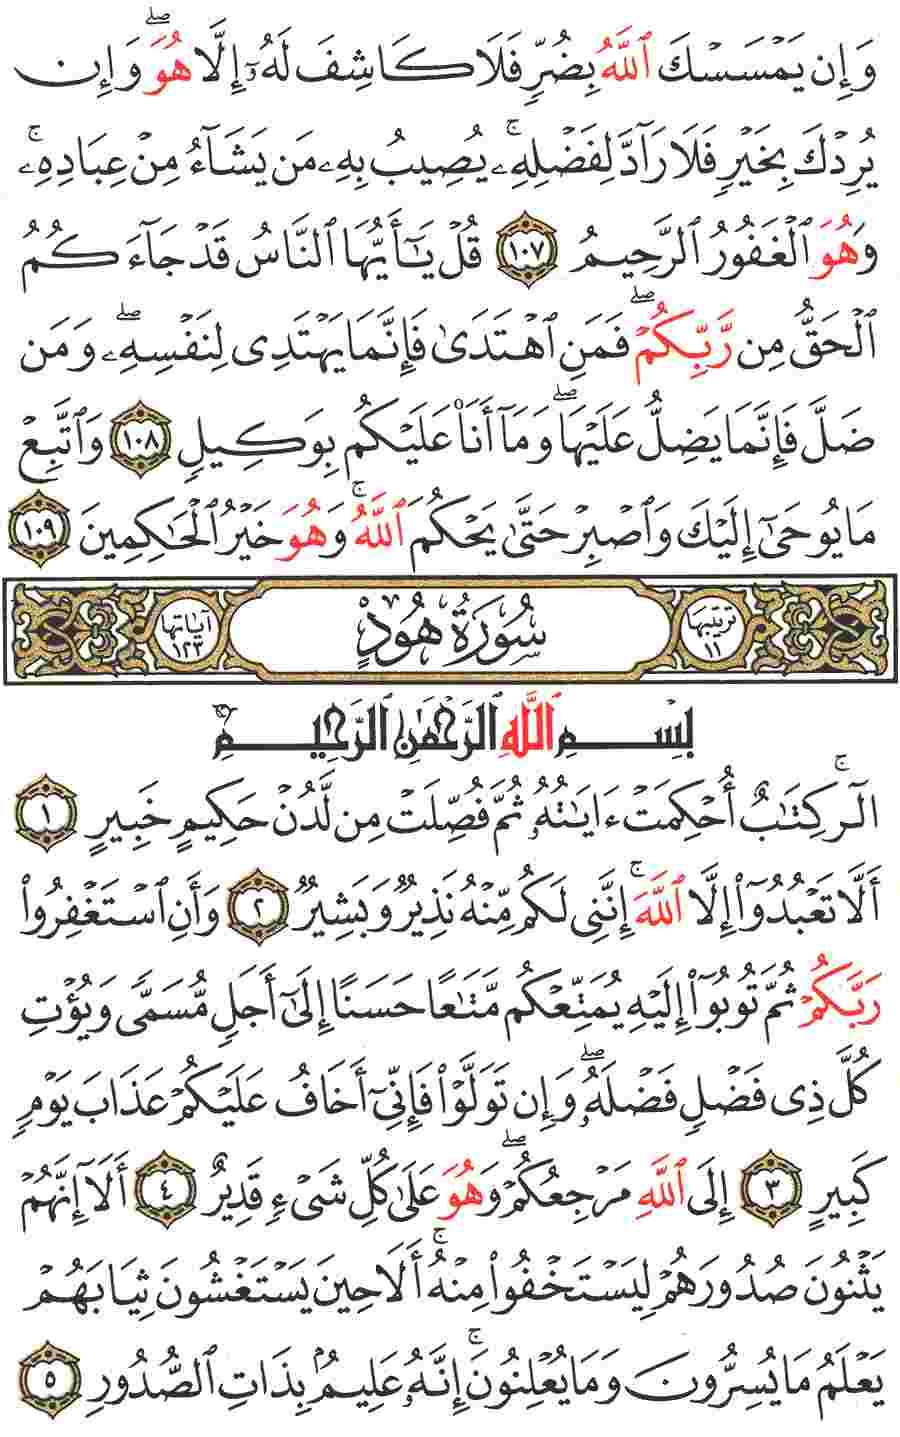 وَإِن يَمْسَسْكَ ٱللَّهُ بِضُرٍّ فَلَا كَاشِفَ لَهُۥٓ إِلَّا هُوَ ۖ وَإِن
يُرِدْكَ بِخَيْرٍ فَلَا رَآدَّ لِفَضْلِهِۦ ۚ يُصِيبُ بِهِۦ مَن يَشَآءُ مِنْ عِبَادِهِۦ ۚ
وَهُوَ ٱلْغَفُورُ ٱلرَّحِيمُ ١٠٧ قُلْ يَـٰٓأَيُّهَا ٱلنَّاسُ قَدْ جَآءَكُمُ
ٱلْحَقُّ مِن رَّبِّكُمْ ۖ فَمَنِ ٱهْتَدَىٰ فَإِنَّمَا يَهْتَدِى لِنَفْسِهِۦ ۖ وَمَن
ضَلَّ فَإِنَّمَا يَضِلُّ عَلَيْهَا ۖ وَمَآ أَنَا۠ عَلَيْكُم بِوَكِيلٍ ١٠٨ وَٱتَّبِعْ
مَا يُوحَىٰٓ إِلَيْكَ وَٱصْبِرْ حَتَّىٰ يَحْكُمَ ٱللَّهُ ۚ وَهُوَ خَيْرُ ٱلْحَـٰكِمِينَ ١٠٩
ترتيبها ١١ سُورَةُ هُودٍ آياتها ١٢٣
بِسْمِ ٱللَّهِ ٱلرَّحْمَـٰنِ ٱلرَّحِيمِ
الٓر ۚ كِتَـٰبٌ أُحْكِمَتْ ءَايَـٰتُهُۥ ثُمَّ فُصِّلَتْ مِن لَّدُنْ حَكِيمٍ خَبِيرٍ ١
أَلَّا تَعْبُدُوٓا۟ إِلَّا ٱللَّهَ ۚ إِنَّنِى لَكُم مِّنْهُ نَذِيرٌ وَبَشِيرٌ ٢ وَأَنِ ٱسْتَغْفِرُوا۟
رَبَّكُمْ ثُمَّ تُوبُوٓا۟ إِلَيْهِ يُمَتِّعْكُم مَّتَـٰعًا حَسَنًا إِلَىٰٓ أَجَلٍ مُّسَمًّى وَيُؤْتِ
كُلَّ ذِى فَضْلٍ فَضْلَهُۥ ۖ وَإِن تَوَلَّوْا۟ فَإِنِّىٓ أَخَافُ عَلَيْكُمْ عَذَابَ يَوْمٍ
كَبِيرٍ ٣ إِلَى ٱللَّهِ مَرْجِعُكُمْ ۖ وَهُوَ عَلَىٰ كُلِّ شَىْءٍ قَدِيرٌ ٤ أَلَآ إِنَّهُمْ
يَثْنُونَ صُدُورَهُمْ لِيَسْتَخْفُوا۟ مِنْهُ ۚ أَلَا حِينَ يَسْتَغْشُونَ ثِيَابَهُمْ
يَعْلَمُ مَا يُسِرُّونَ وَمَا يُعْلِنُونَ ۚ إِنَّهُۥ عَلِيمٌۢ بِذَاتِ ٱلصُّدُورِ ٥